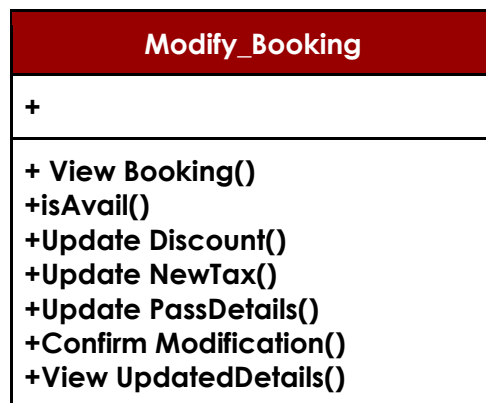 Modify_Booking
+
+ View Booking()
+isAvail()
+Update Discount()
+Update NewTax()
+Update PassDetails()
+Confirm Modification()
+View UpdatedDetails()